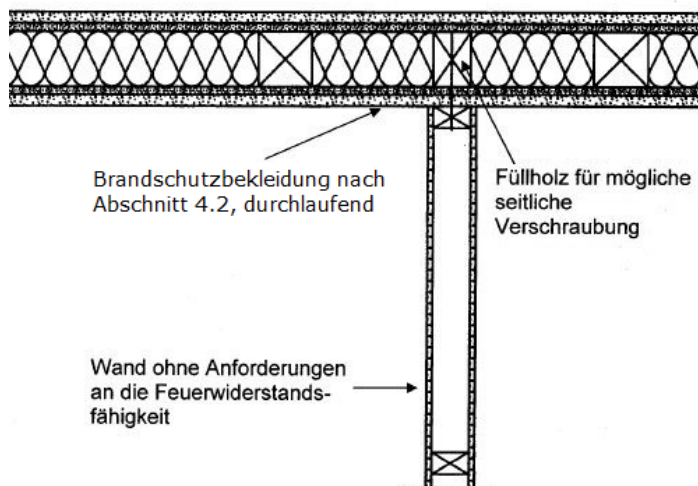 Brandschutzbekleidung nach
Abschnitt 4.2, durchlaufend
Füllholz für mögliche
seitliche
Verschraubung
Wand ohne Anforderungen
an die Feuerwiderstands-
fähigkeit